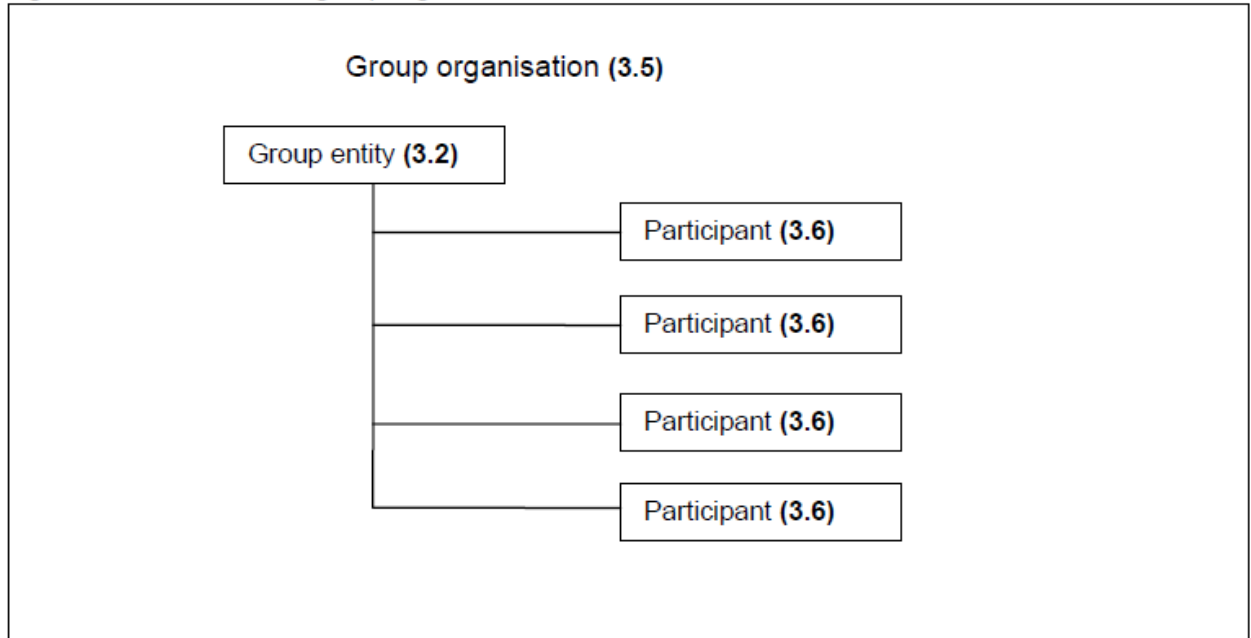 Group organisation (3.5)
Group entity (3.2)
Participant (3.6)
Participant (3.6)
Participant (3.6)
Participant (3.6)